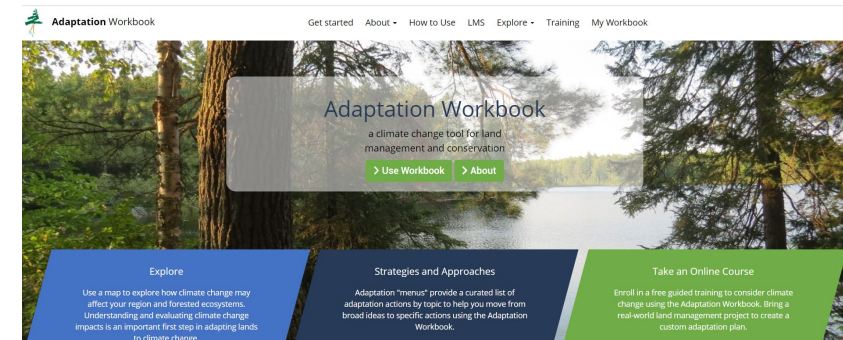 Adaptation Workbook
Get started About How to Use LMS Explore Training My Workbook
Adaptation Workbook
a climate change tool for land
management and conservation
Use Workbook
About
Explore
Use a map to explore how climate change may
affect your region and forested ecosystems.
Understanding and evaluating climate change
impacts is an important first step in adapting lands
to climate change.
Strategies and Approaches
Adaptation "menus" provide a curated list of
adaptation actions by topic to help you move from
broad ideas to specific actions using the Adaptation
Workbook.
Take an Online Course
Enroll in a free guided training to consider climate
change using the Adaptation Workbook. Bring a
real-world land management project to create a
custom adaptation plan.